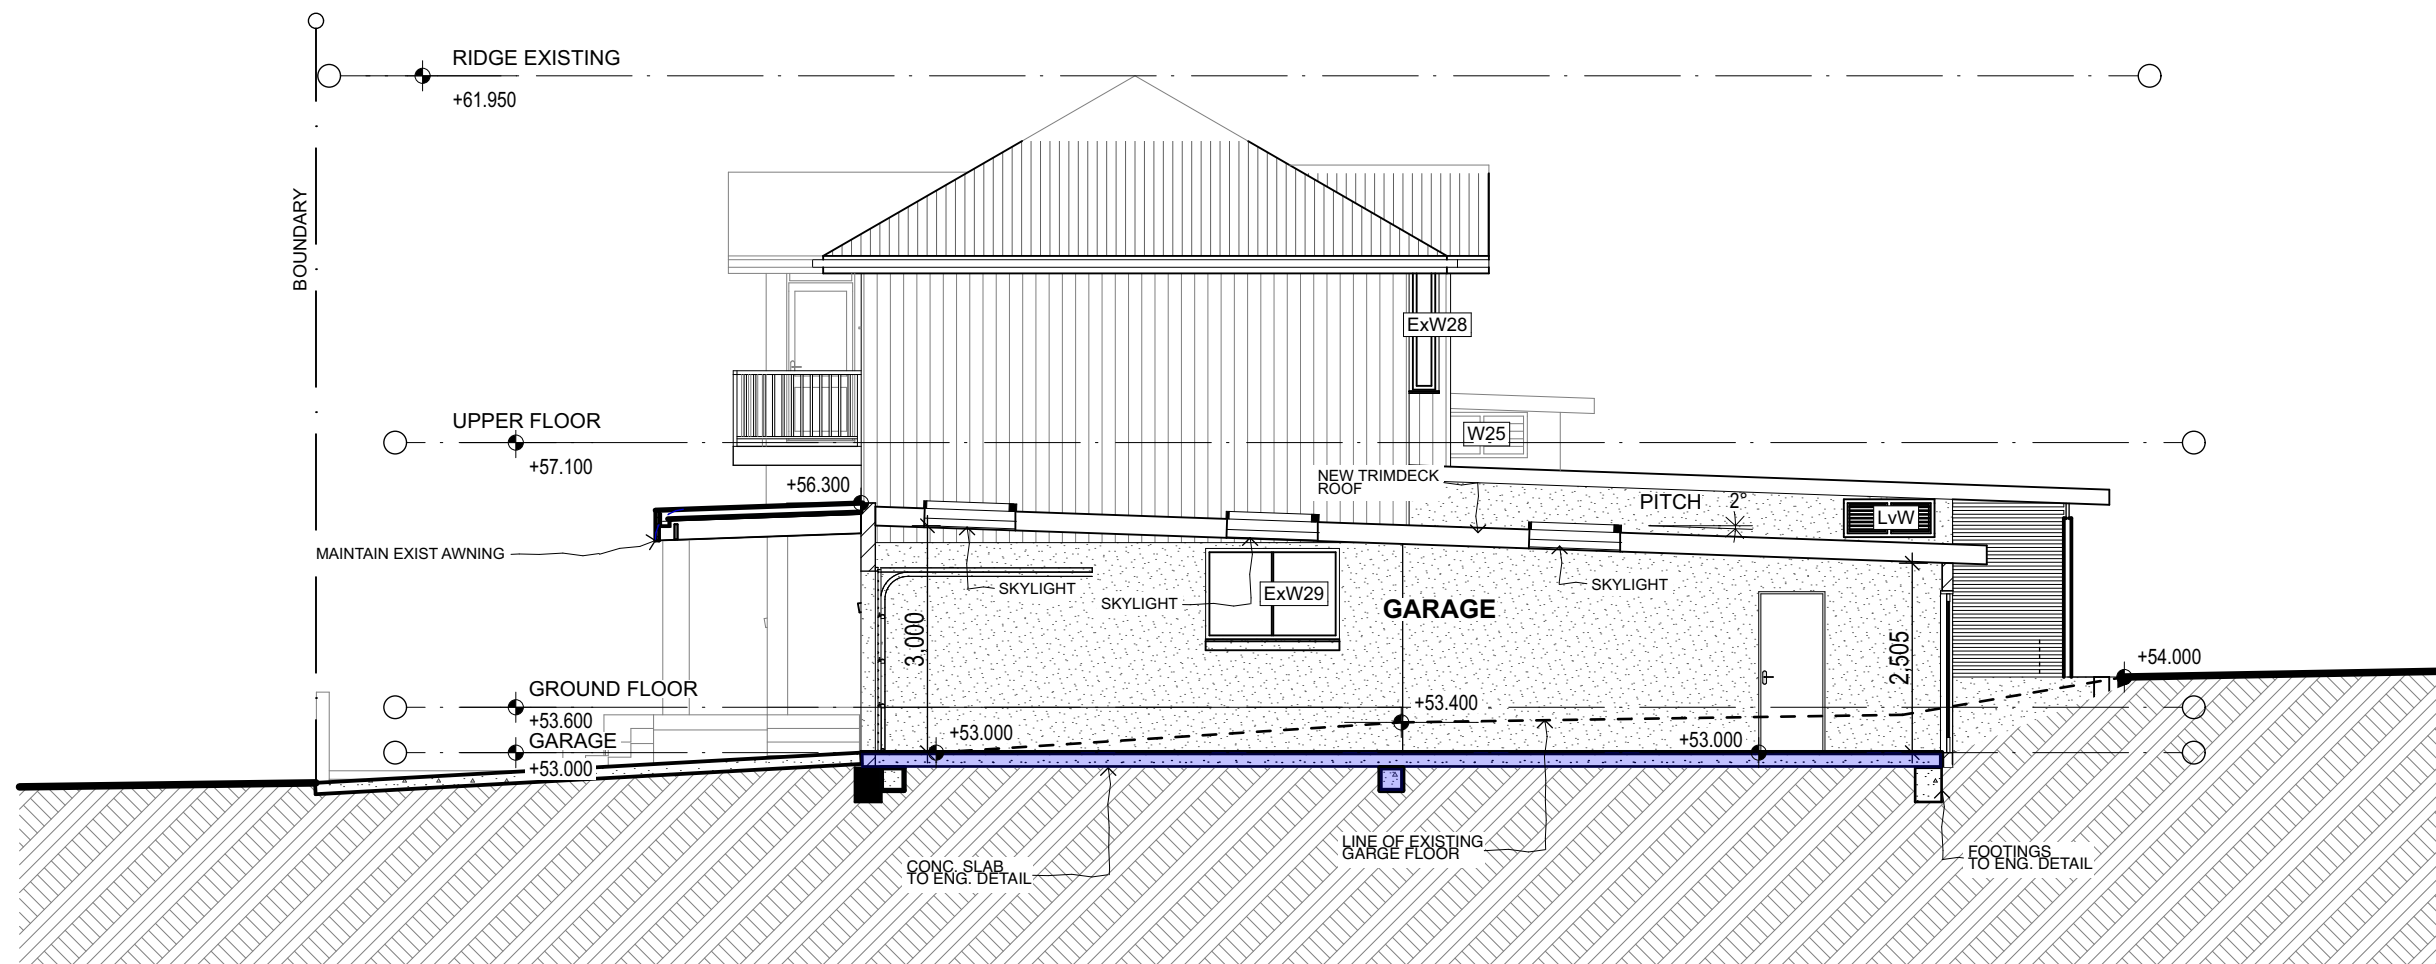 RIDGE EXISTING
+61.950
BOUNDARY
ExW28
UPPER FLOOR
+57.100
W25
+56.300
NEW TRIMDECK
ROOF
PITCH 2°
LvW
MAINTAIN EXIST AWNING
SKYLIGHT
SKYLIGHT
ExW29
SKYLIGHT
GARAGE
3,000
2,505
+54.000
GROUND FLOOR
+53.600
+53.400
GARAGE
+53.000
+53.000
+53.000
LINE OF EXISTING
GARGE FLOOR
CONC. SLAB
TO ENG. DETAIL
FOOTINGS
TO ENG. DETAIL